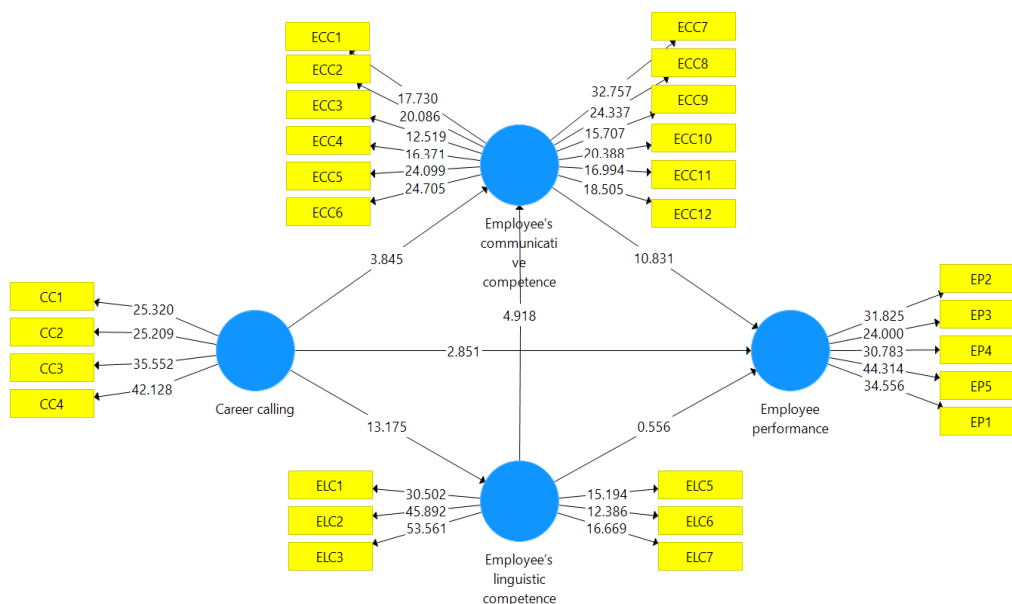 ECC1
ECC2
ECC3
ECC4
ECC5
ECC6
17.730
20.086
12.519
16.371
24.099
24.705
ECC7
ECC8
ECC9
ECC10
ECC11
ECC12
32.757
24.337
15.707
20.388
16.994
18.505
Employee's
communicati
ve
competence
3.845
10.831
4.918
CC1
CC2
CC3
CC4
25.320
25.209
35.552
42.128
Career calling
2.851
EP2
EP3
EP4
EP5
EP1
31.825
24.000
30.783
44.314
34.556
Employee
performance
13.175
0.556
ELC1
ELC2
ELC3
30.502
45.892
53.561
15.194
12.386
16.669
ELC5
ELC6
ELC7
Employee's
linguistic
competence